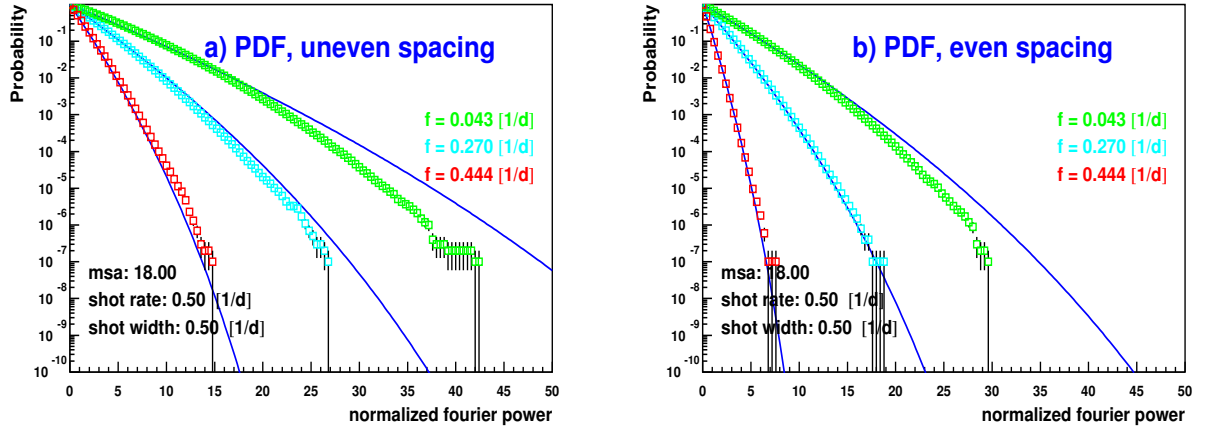 Probability
a) PDF, uneven spacing
10 -1
10 -2
10 -3
10 -4
10 -5
10 -6
10 -7
10 -8
10 -9
10 -10
f = 0.043 [1/d]
f = 0.270 [1/d]
f = 0.444 [1/d]
msa: 18.00
shot rate: 0.50 [1/d]
shot width: 0.50 [1/d]
0 5 10 15 20 25 30 35 40 45 50
normalized fourier power
Probability
b) PDF, even spacing
10 -1
10 -2
10 -3
10 -4
10 -5
10 -6
10 -7
10 -8
10 -9
10 -10
f = 0.043 [1/d]
f = 0.270 [1/d]
f = 0.444 [1/d]
msa: 18.00
shot rate: 0.50 [1/d]
shot width: 0.50 [1/d]
0 5 10 15 20 25 30 35 40 45 50
normalized fourier power